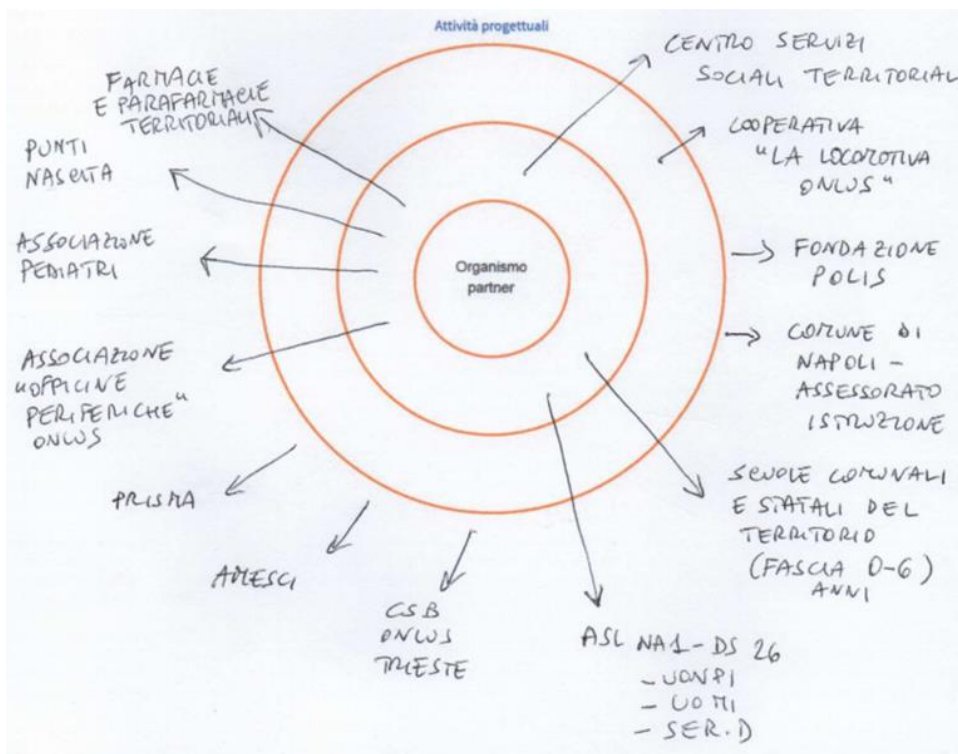 Attività progettuali
CENTRO SERVIZI
SOCIALI TERRITORIALI
COOPERATIVA
"LA LOCOMOTIVA
ONLUS"
FONDAZIONE
POLIS
COMUNE DI
NAPOLI -
ASSESSORATO
ISTRUZIONE
SCUOLE COMUNALI
E STATALI DEL
TERRITORIO
(FASCIA 0-6)
ANNI
ASL NA1 - DS 26
- UONPI
- UOMI
- SER.D
CSB
ONLUS
TRIESTE
AMESCI
PRISMA
ASSOCIAZIONE
"OFFICINE
PERIFERICHE"
ONLUS
ASSOCIAZIONE
PEDIATRI
PUNTI
NASCITA
FARMACIE
E PARAFARMACIE
TERRITORIALI
Organismo
partner